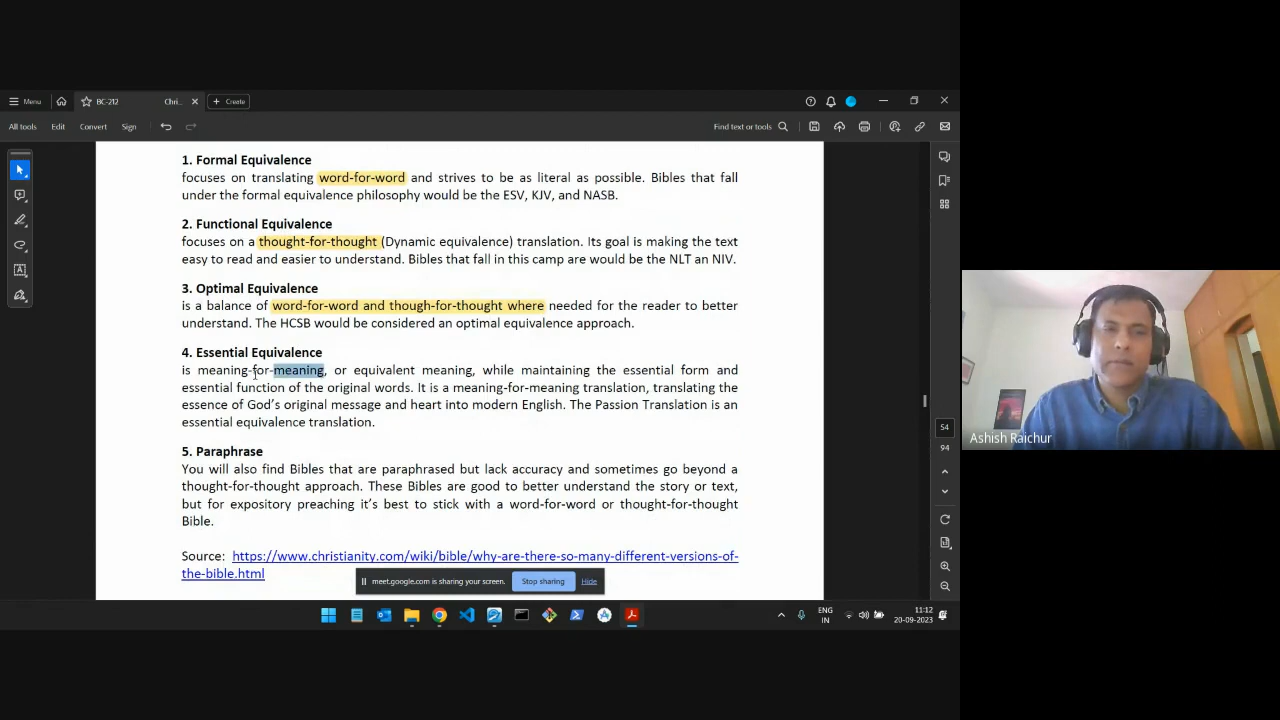 Menu
BC-212
Chri...
Create
All tools
Edit
Convert
Sign
Find text or tools
1. Formal Equivalence
focuses on translating word-for-word and strives to be as literal as possible. Bibles that fall
under the formal equivalence philosophy would be the ESV, KJV, and NASB.
2. Functional Equivalence
focuses on a thought-for-thought (Dynamic equivalence) translation. Its goal is making the text
easy to read and easier to understand. Bibles that fall in this camp are would be the NLT an NIV.
3. Optimal Equivalence
is a balance of word-for-word and though-for-thought where needed for the reader to better
understand. The HCSB would be considered an optimal equivalence approach.
4. Essential Equivalence
is meaning-for-meaning, or equivalent meaning, while maintaining the essential form and
essential function of the original words. It is a meaning-for-meaning translation, translating the
essence of God's original message and heart into modern English. The Passion Translation is an
essential equivalence translation.
5. Paraphrase
You will also find Bibles that are paraphrased but lack accuracy and sometimes go beyond a
thought-for-thought approach. These Bibles are good to better understand the story or text,
but for expository preaching it's best to stick with a word-for-word or thought-for-thought
Bible.
Source: https://www.christianity.com/wiki/bible/why-are-there-so-many-different-versions-of-
the-bible.html
54
94
meet.google.com is sharing your screen.
Stop sharing
Hide
ENG
IN
11:12
20-09-2023
Ashish Raichur